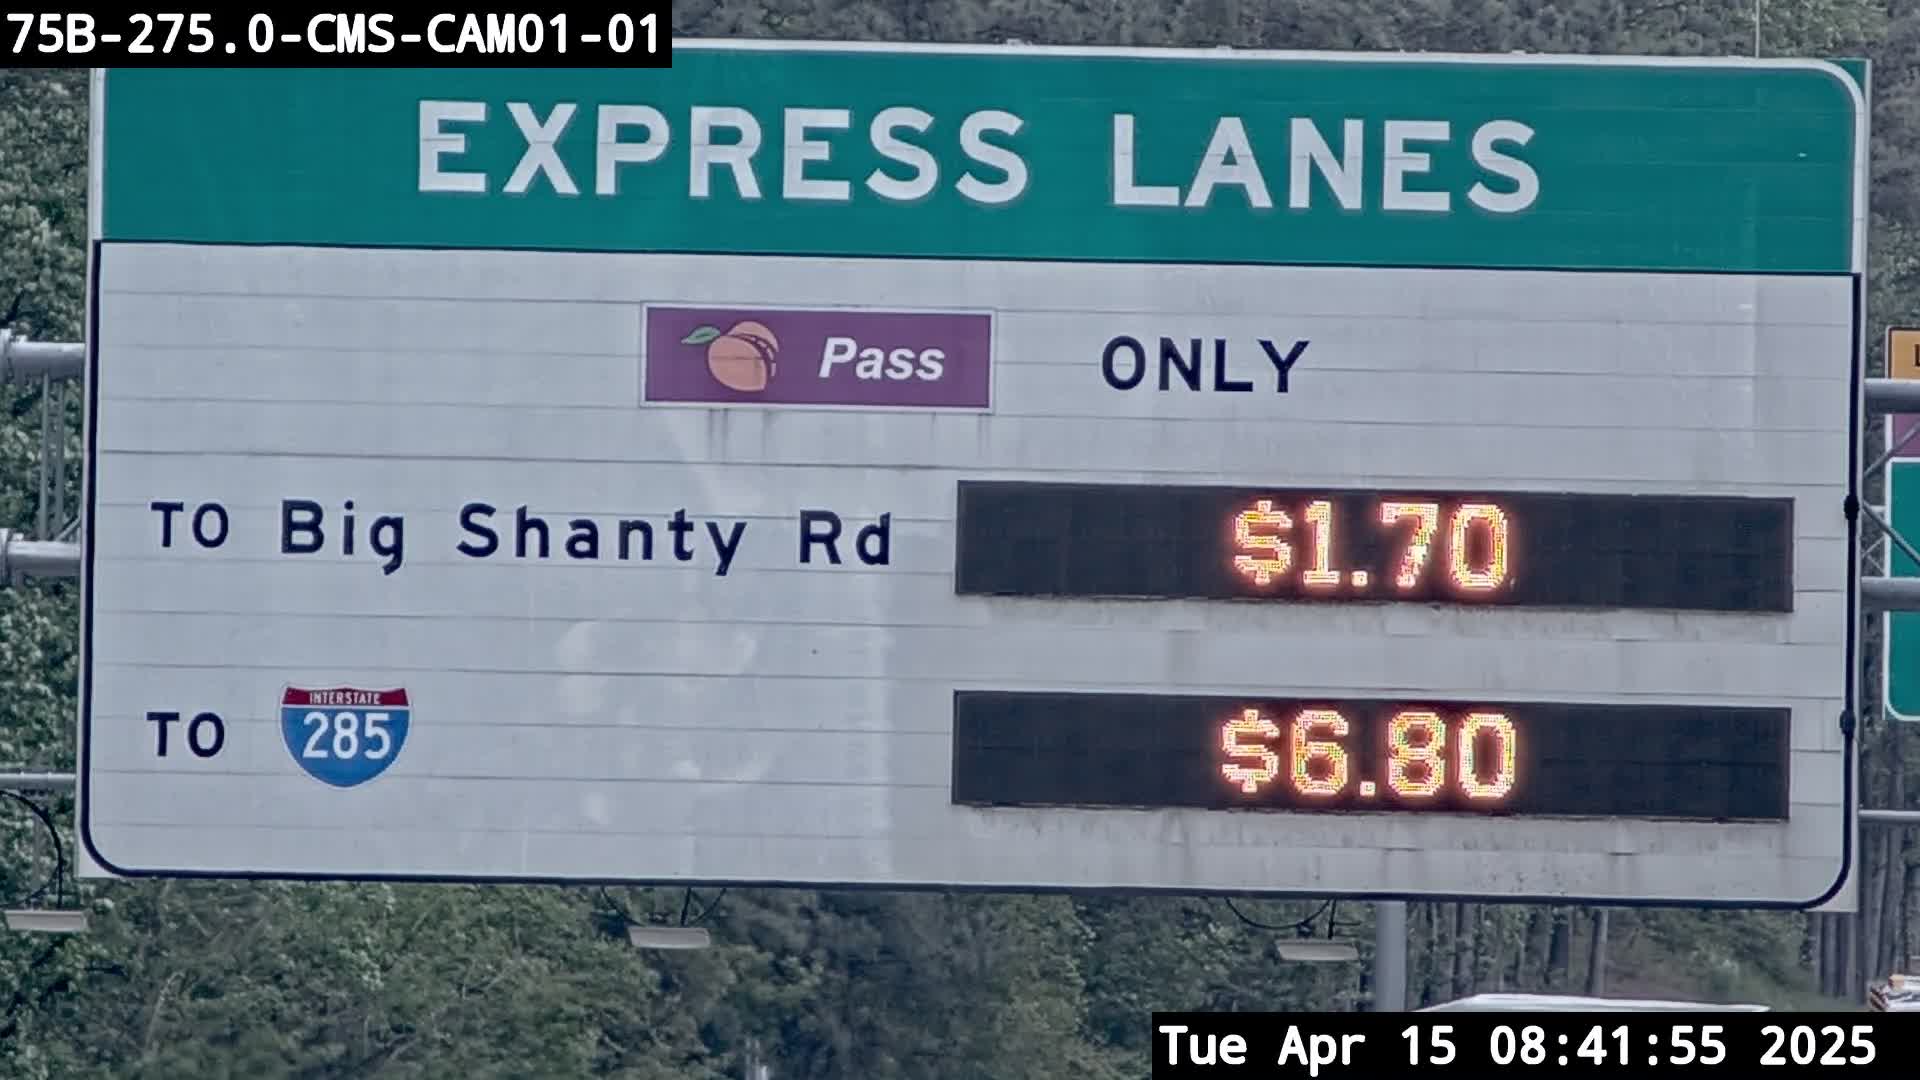 75B-275.0-CMS-CAM01-01
EXPRESS LANES
Pass ONLY
TO Big Shanty Rd $1.70
INTERSTATE
TO 285 $6.80
Tue Apr 15 08:41:55 2025